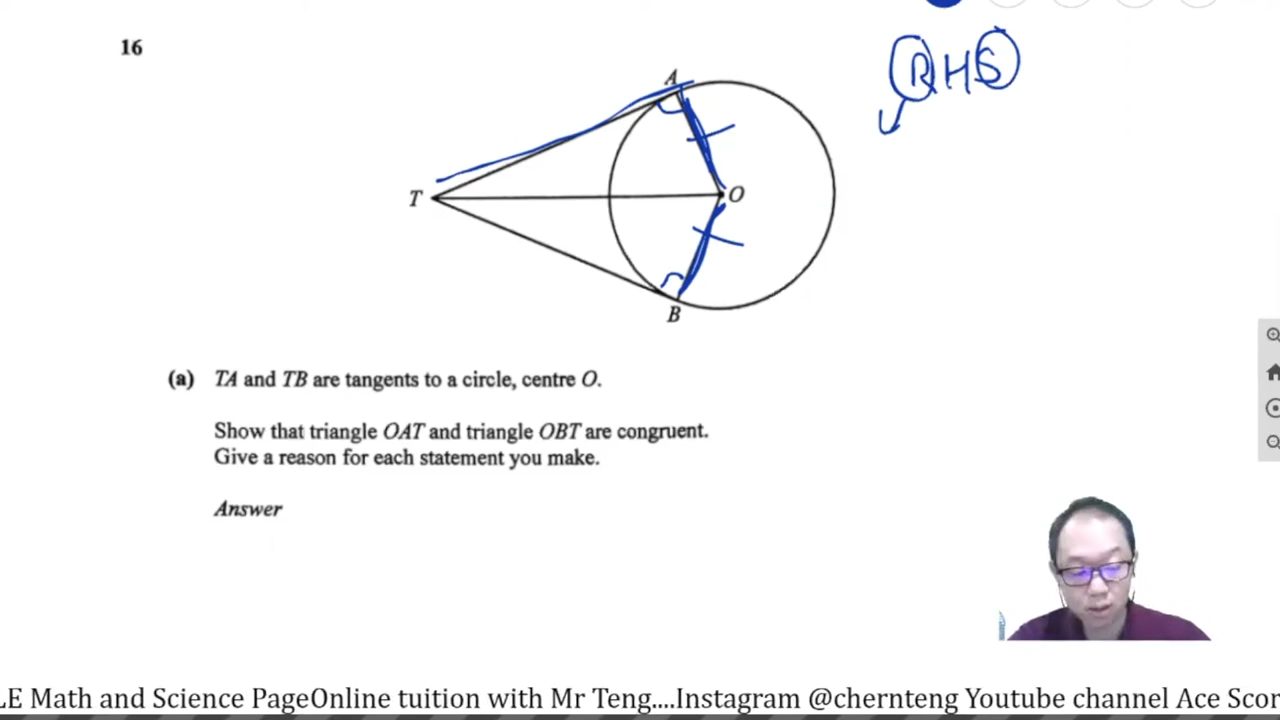 16
A
RHS
T
O
B
(a) TA and TB are tangents to a circle, centre O.
Show that triangle OAT and triangle OBT are congruent.
Give a reason for each statement you make.
Answer
LE Math and Science PageOnline tuition with Mr Teng....Instagram @chernteng Youtube channel Ace Scor